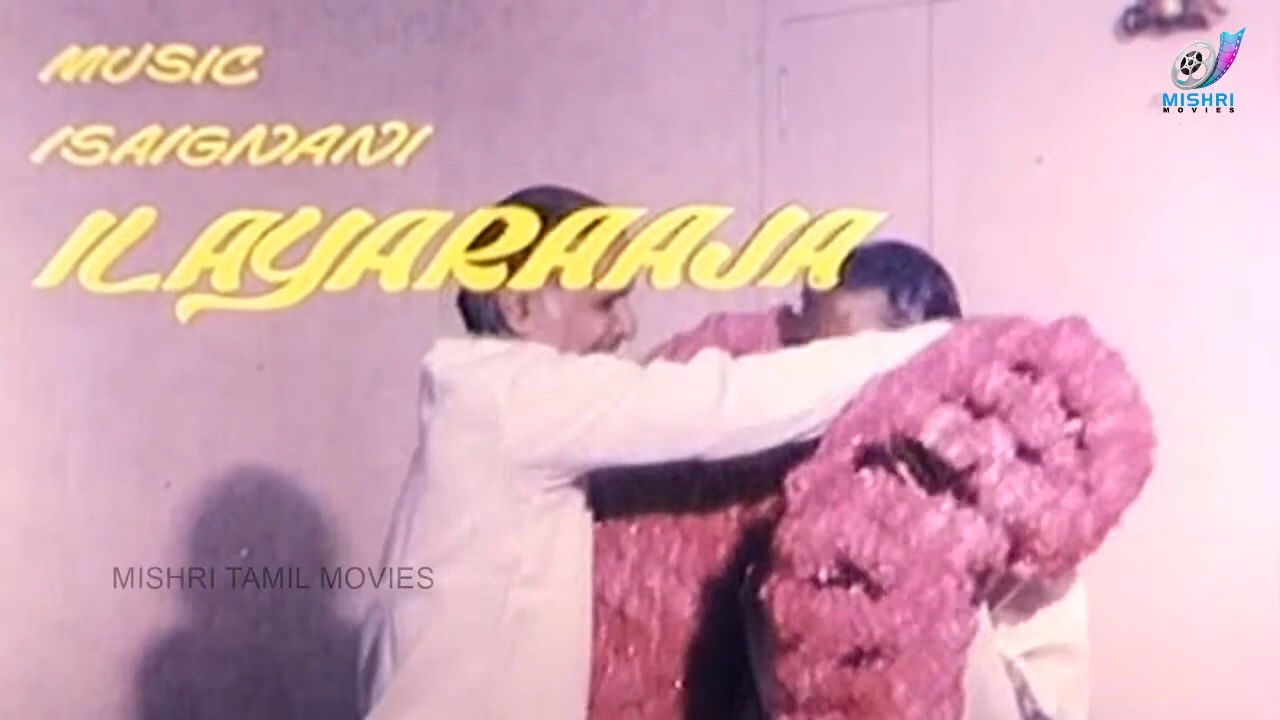 MUSIC
ISAIGNANI
ILAYARAAJA
MISHRI
MOVIES
MISHRI TAMIL MOVIES